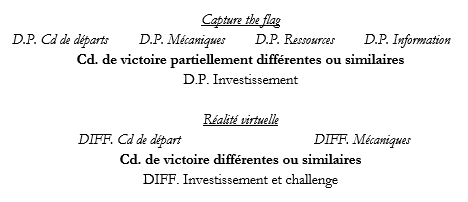 Capture the flag
D.P. Cd de départs D.P. Mécaniques D.P. Ressources D.P. Information
Cd. de victoire partiellement différentes ou similaires
D.P. Investissement
Réalité virtuelle
DIFF. Cd de départ DIFF. Mécaniques
Cd. de victoire différentes ou similaires
DIFF. Investissement et challenge